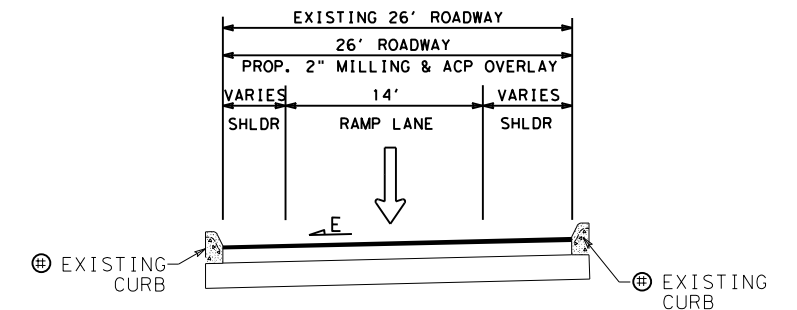 EXISTING 26' ROADWAY
26' ROADWAY
PROP. 2" MILLING & ACP OVERLAY
VARIES 14' VARIES
SHLDR RAMP LANE SHLDR
E
# EXISTING CURB
# EXISTING CURB